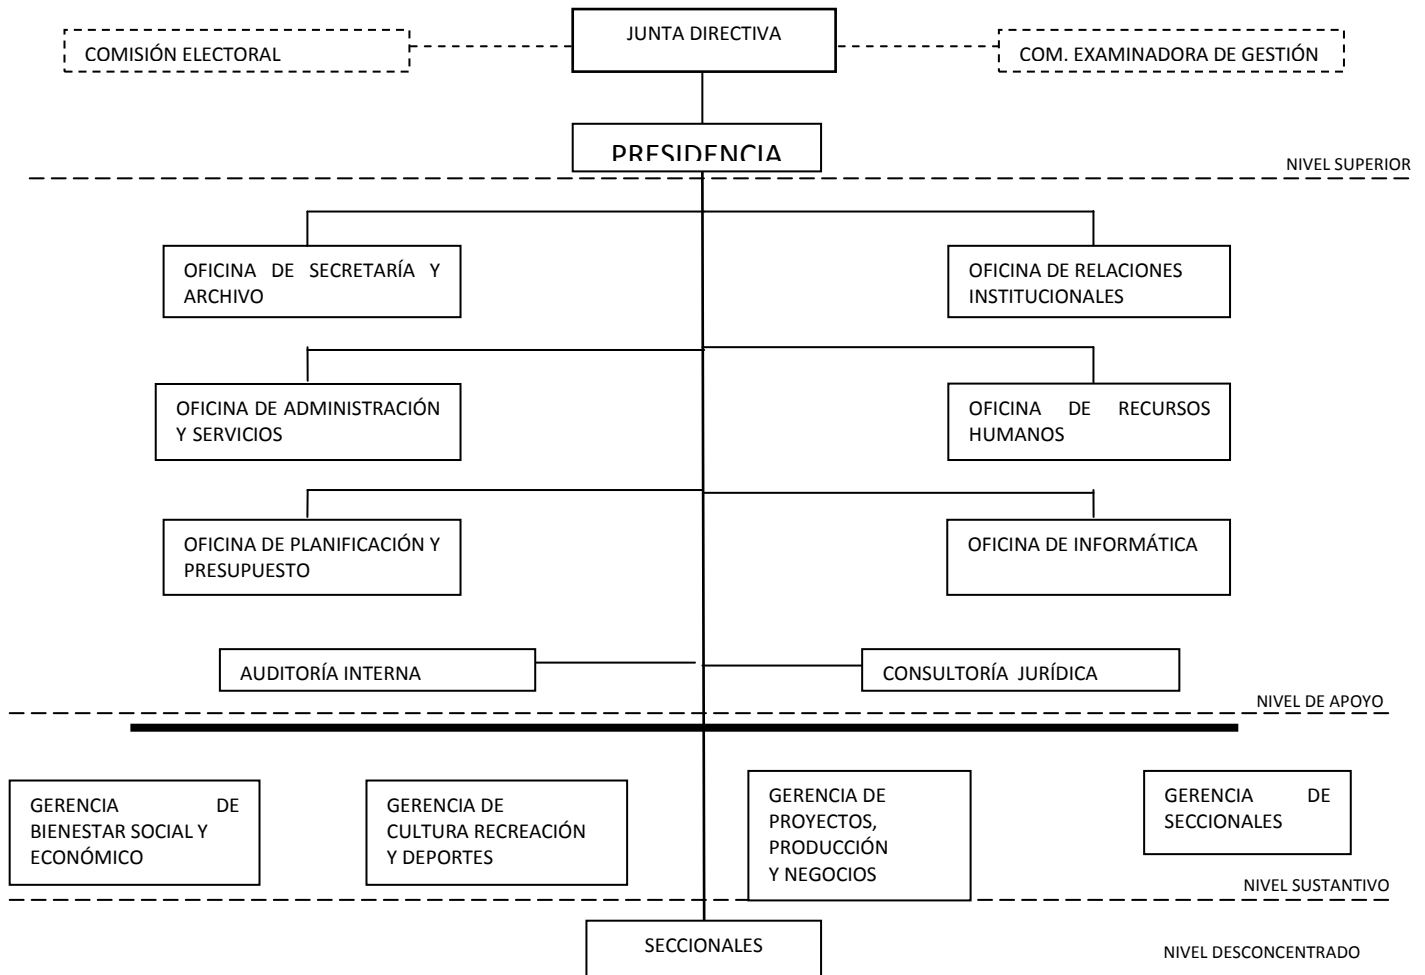 JUNTA DIRECTIVA
COMISIÓN ELECTORAL
COM. EXAMINADORA DE GESTIÓN
PRESIDENCIA
NIVEL SUPERIOR
OFICINA DE SECRETARÍA Y
ARCHIVO
OFICINA DE RELACIONES
INSTITUCIONALES
OFICINA DE ADMINISTRACIÓN
Y SERVICIOS
OFICINA DE RECURSOS
HUMANOS
OFICINA DE PLANIFICACIÓN Y
PRESUPUESTO
OFICINA DE INFORMÁTICA
AUDITORÍA INTERNA
CONSULTORÍA JURÍDICA
NIVEL DE APOYO
GERENCIA DE
BIENESTAR SOCIAL Y
ECONÓMICO
GERENCIA DE
CULTURA RECREACIÓN
Y DEPORTES
GERENCIA DE
PROYECTOS,
PRODUCCIÓN
Y NEGOCIOS
GERENCIA DE
SECCIONALES
NIVEL SUSTANTIVO
SECCIONALES
NIVEL DESCONCENTRADO